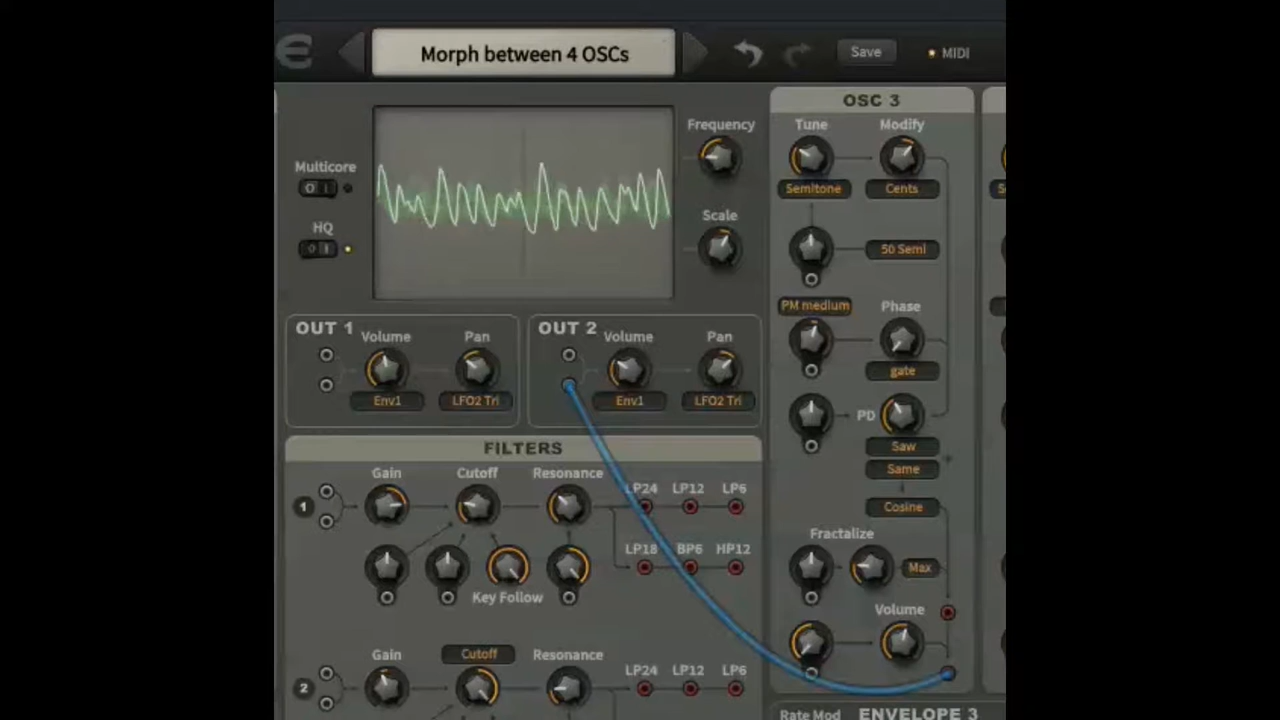 Morph between 4 OSCs
Save
MIDI
OSC 3
Frequency
Tune
Modify
Multicore
O I
Semitone
Cents
HQ
O I
Scale
50 Semi
PM medium
Phase
OUT 1
Volume
Pan
OUT 2
Volume
Pan
gate
Env1
LFO2 Tri
Env1
LFO2 Tri
PD
FILTERS
Saw
Gain
Cutoff
Resonance
LP24
LP12
LP6
Same
1
Cosine
LP18
BP6
HP12
Fractalize
Max
Key Follow
Volume
Gain
Cutoff
Resonance
LP24
LP12
LP6
2
Rate Mod
ENVELOPE 3